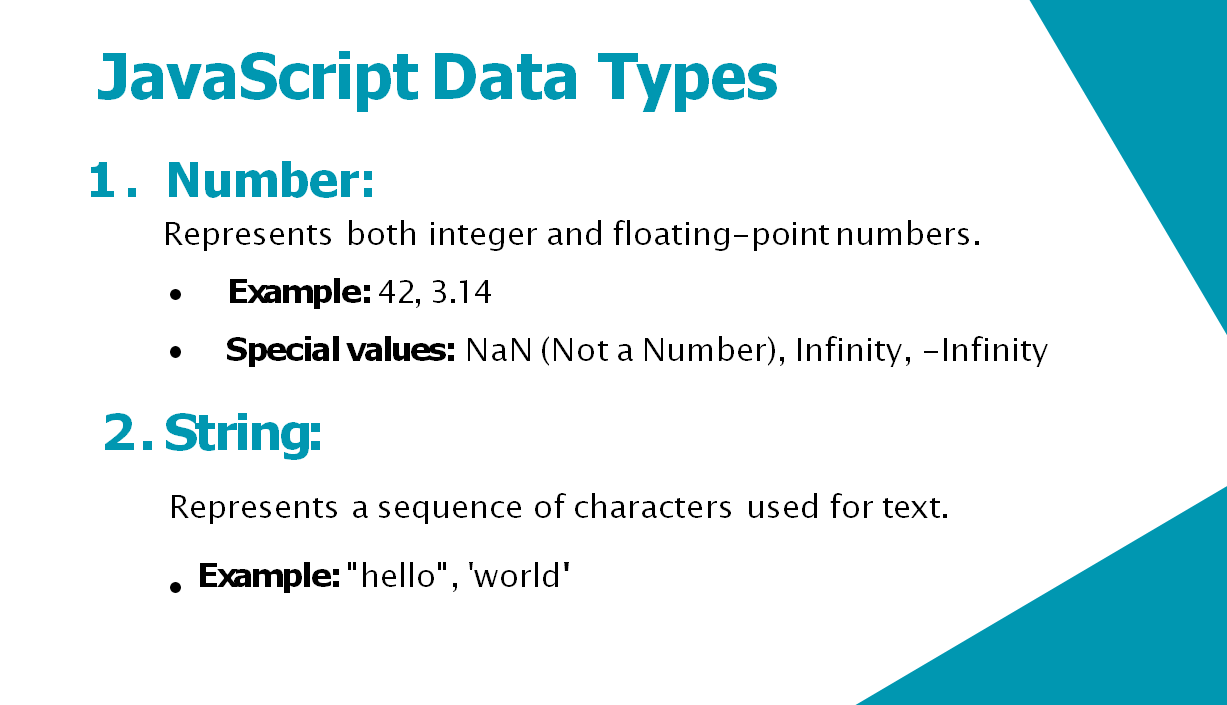 JavaScript Data Types
1. Number:
Represents both integer and floating-point numbers.
• Example: 42, 3.14
• Special values: NaN (Not a Number), Infinity, -Infinity
2. String:
Represents a sequence of characters used for text.
• Example: "hello", 'world'